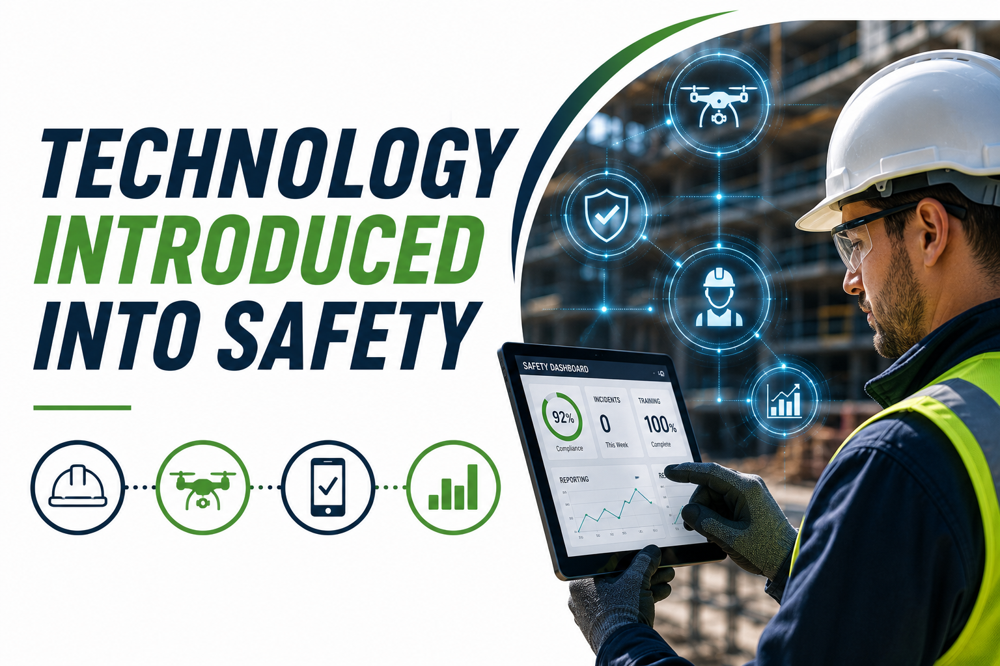 TECHNOLOGY
INTRODUCED
INTO SAFETY
SAFETY DASHBOARD
92%
Compliance
INCIDENTS
0
This Week
TRAINING
100%
Complete
REPORTING